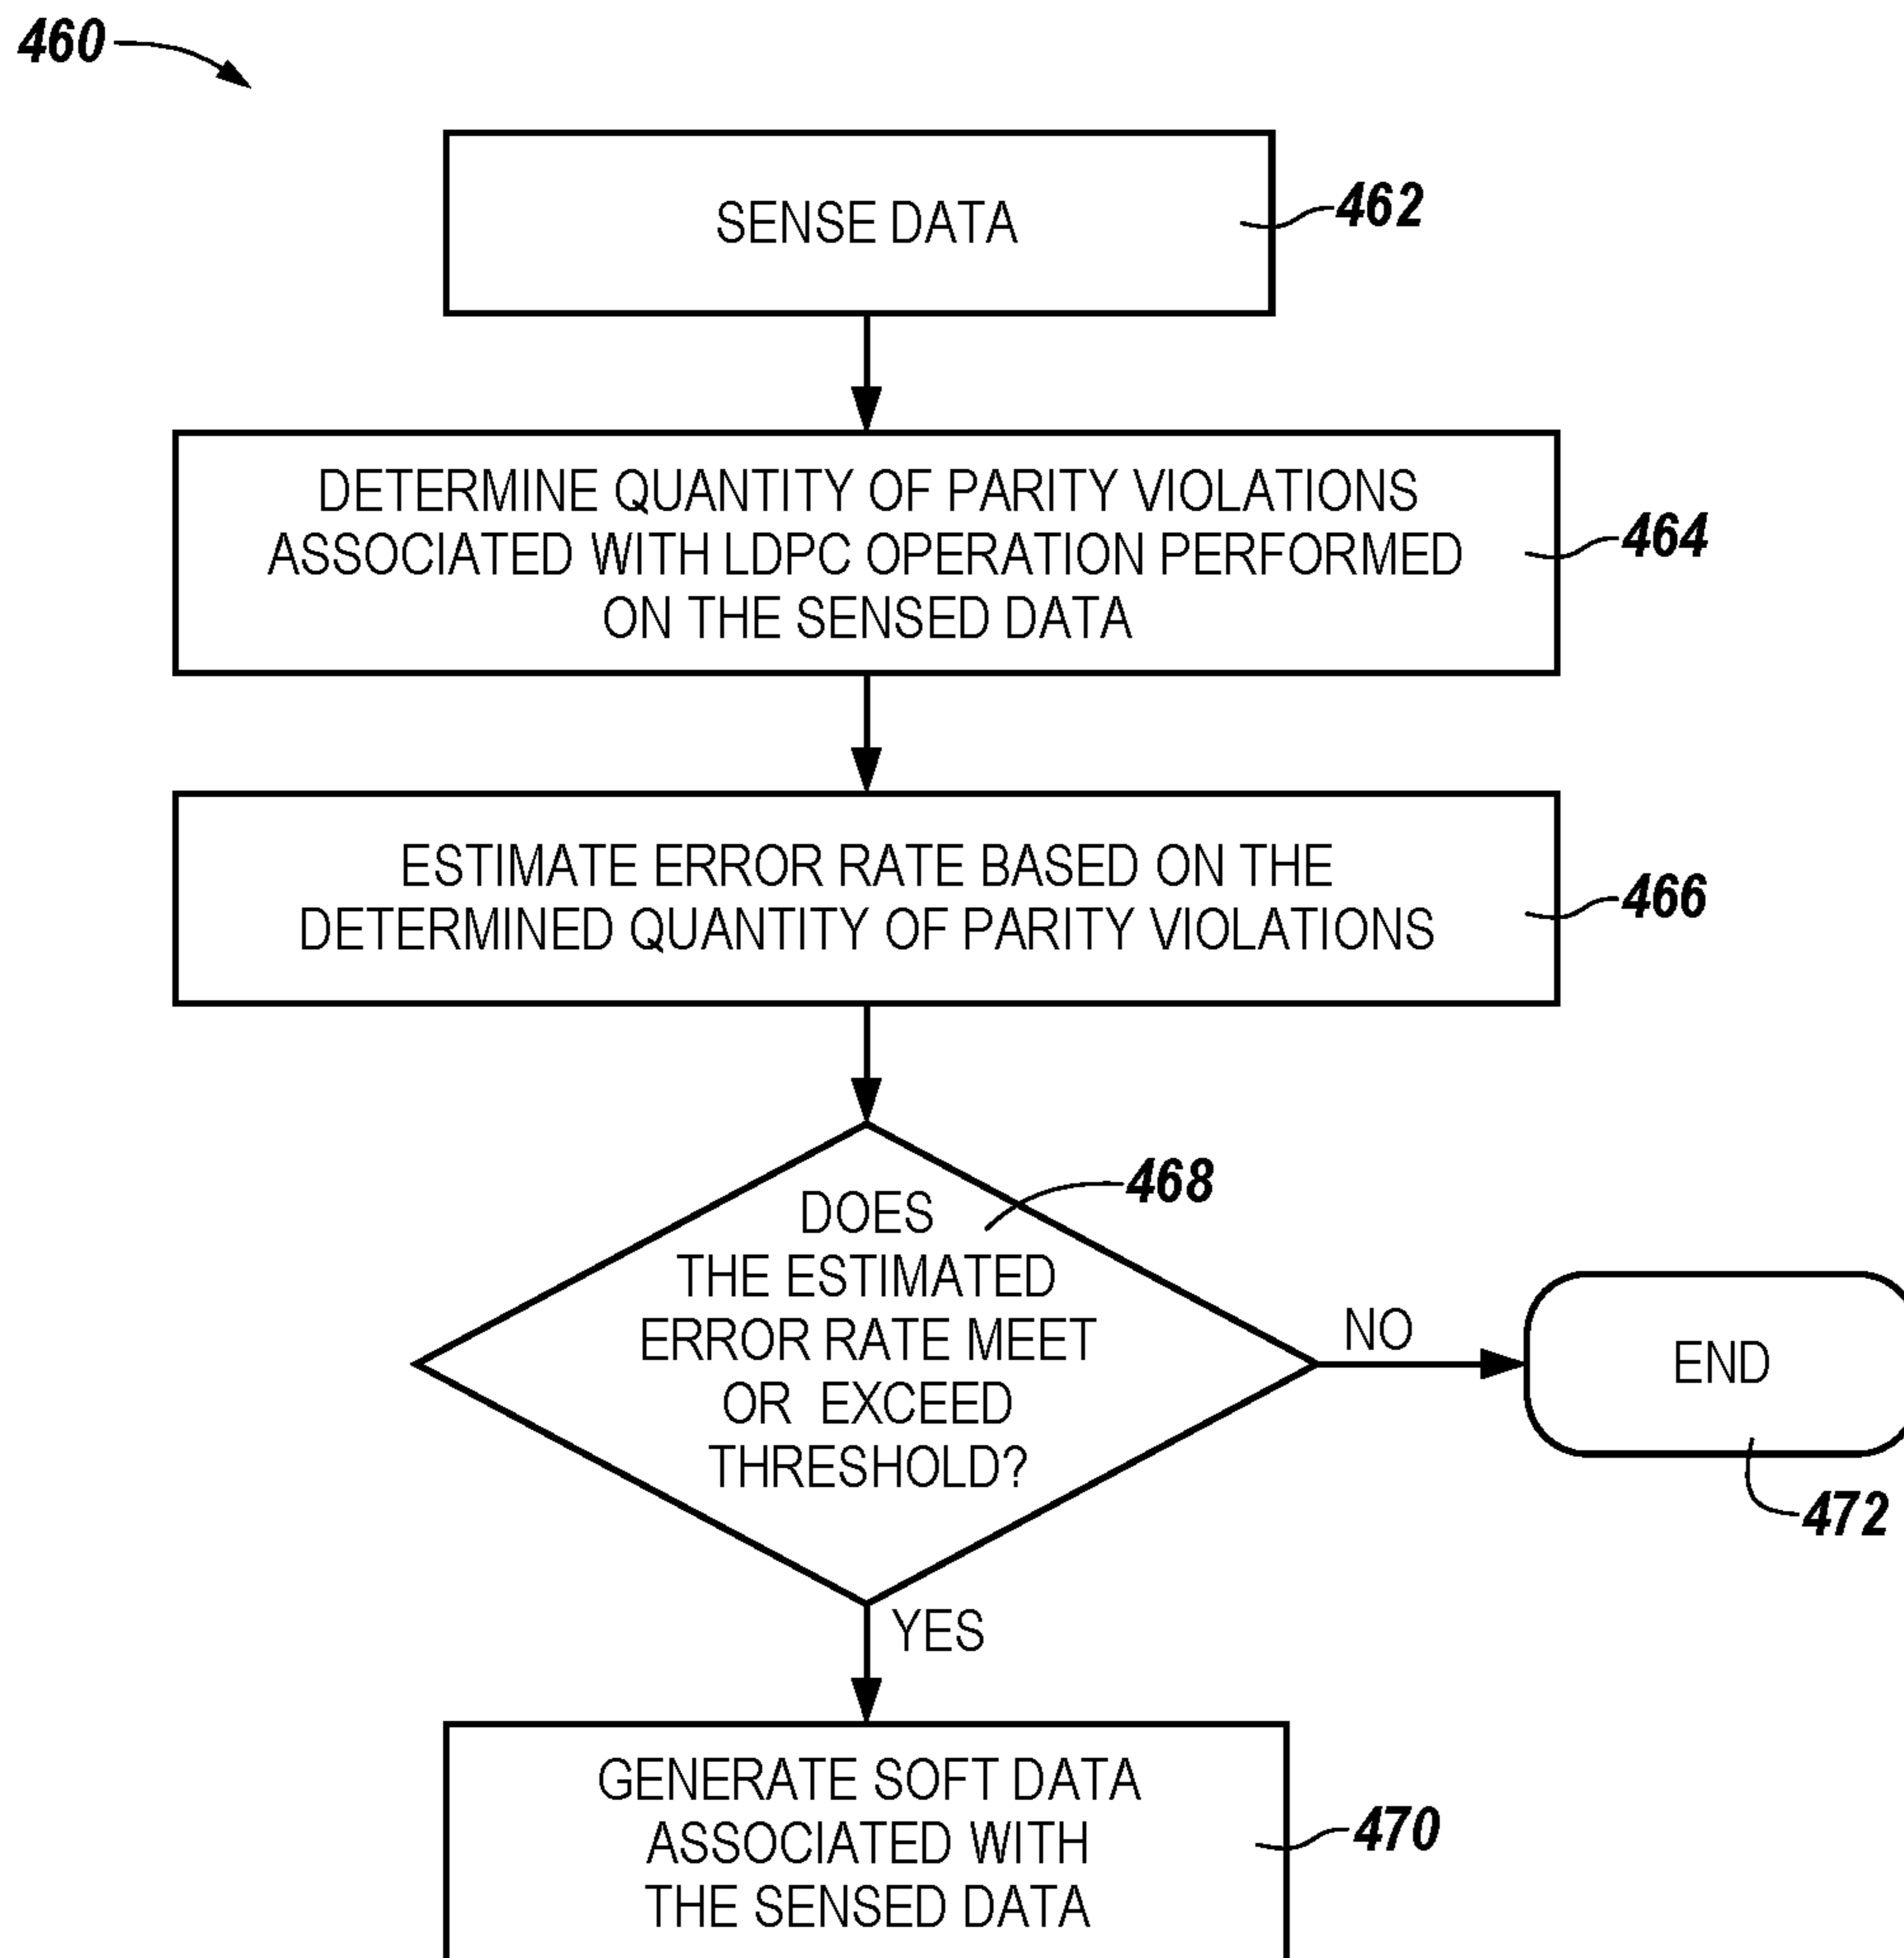 460
SENSE DATA
462
DETERMINE QUANTITY OF PARITY VIOLATIONS
ASSOCIATED WITH LDPC OPERATION PERFORMED
ON THE SENSED DATA
464
ESTIMATE ERROR RATE BASED ON THE
DETERMINED QUANTITY OF PARITY VIOLATIONS
466
DOES
THE ESTIMATED
ERROR RATE MEET
OR EXCEED
THRESHOLD?
468
NO
END
472
YES
GENERATE SOFT DATA
ASSOCIATED WITH
THE SENSED DATA
470